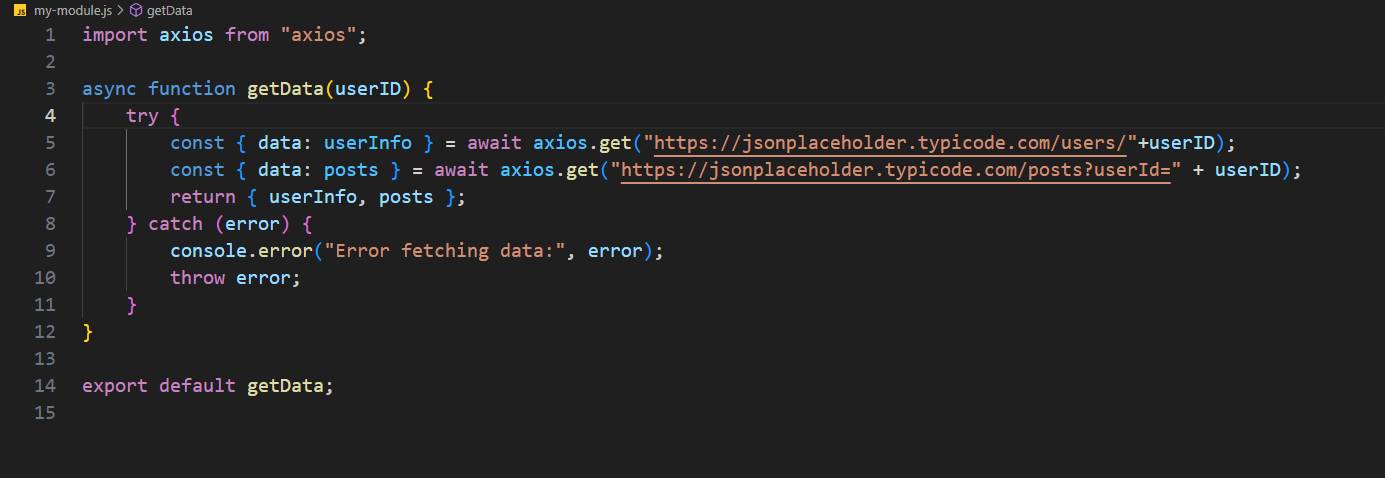 JS my-module.js > getData
1 import axios from "axios";
2
3 async function getData(userID) {
4     try {
5         const { data: userInfo } = await axios.get("https://jsonplaceholder.typicode.com/users/"+userID);
6         const { data: posts } = await axios.get("https://jsonplaceholder.typicode.com/posts?userId=" + userID);
7         return { userInfo, posts };
8     } catch (error) {
9         console.error("Error fetching data:", error);
10         throw error;
11     }
12 }
13
14 export default getData;
15